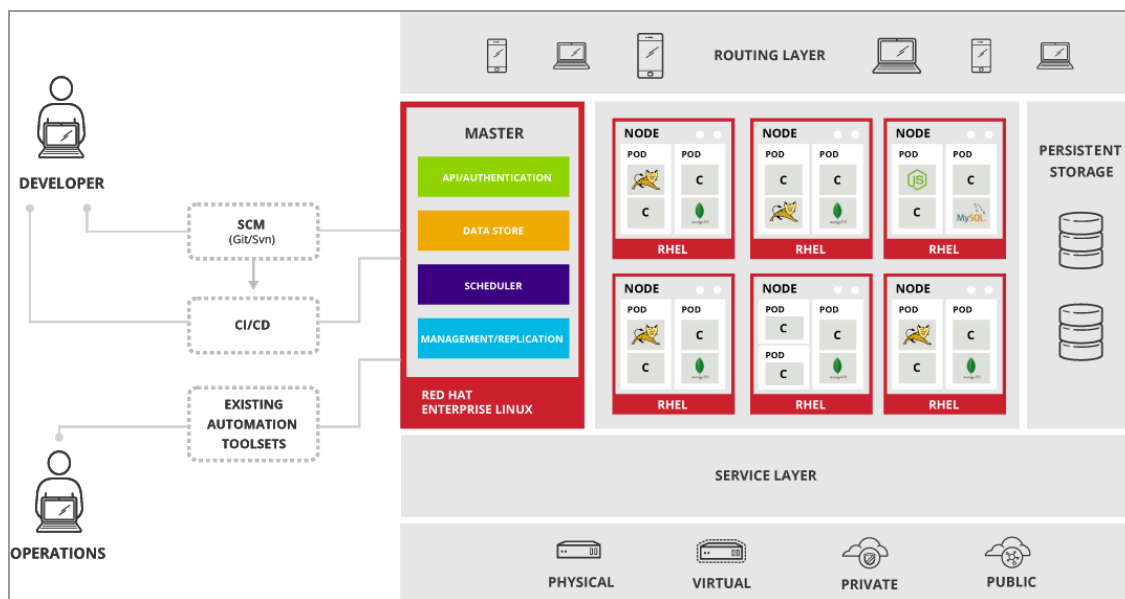 ROUTING LAYER
DEVELOPER
SCM
(Git/Svn)
CI/CD
EXISTING
AUTOMATION
TOOLSETS
OPERATIONS
MASTER
API/AUTHENTICATION
DATA STORE
SCHEDULER
MANAGEMENT/REPLICATION
RED HAT
ENTERPRISE LINUX
NODE
POD
POD
C
C
RHEL
NODE
POD
POD
C
C
RHEL
NODE
POD
POD
JS
C
C
MySQL
RHEL
NODE
POD
POD
C
C
RHEL
NODE
POD
POD
C
C
POD
C
RHEL
NODE
POD
POD
C
C
RHEL
PERSISTENT
STORAGE
SERVICE LAYER
PHYSICAL
VIRTUAL
PRIVATE
PUBLIC